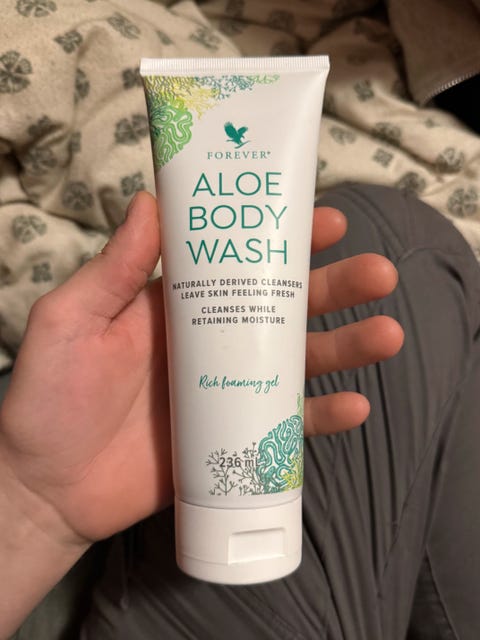 FOREVER®
ALOE
BODY
WASH
NATURALLY DERIVED CLEANSERS
LEAVE SKIN FEELING FRESH
CLEANSES WHILE
RETAINING MOISTURE
Rich foaming gel
236 ml